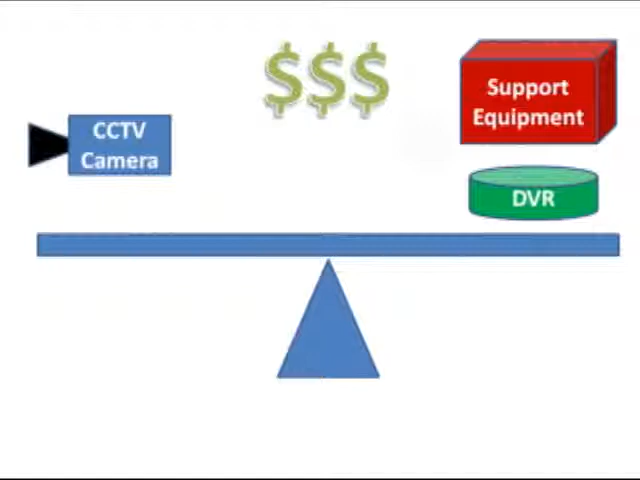 $$$
Support
Equipment
CCTV
Camera
DVR